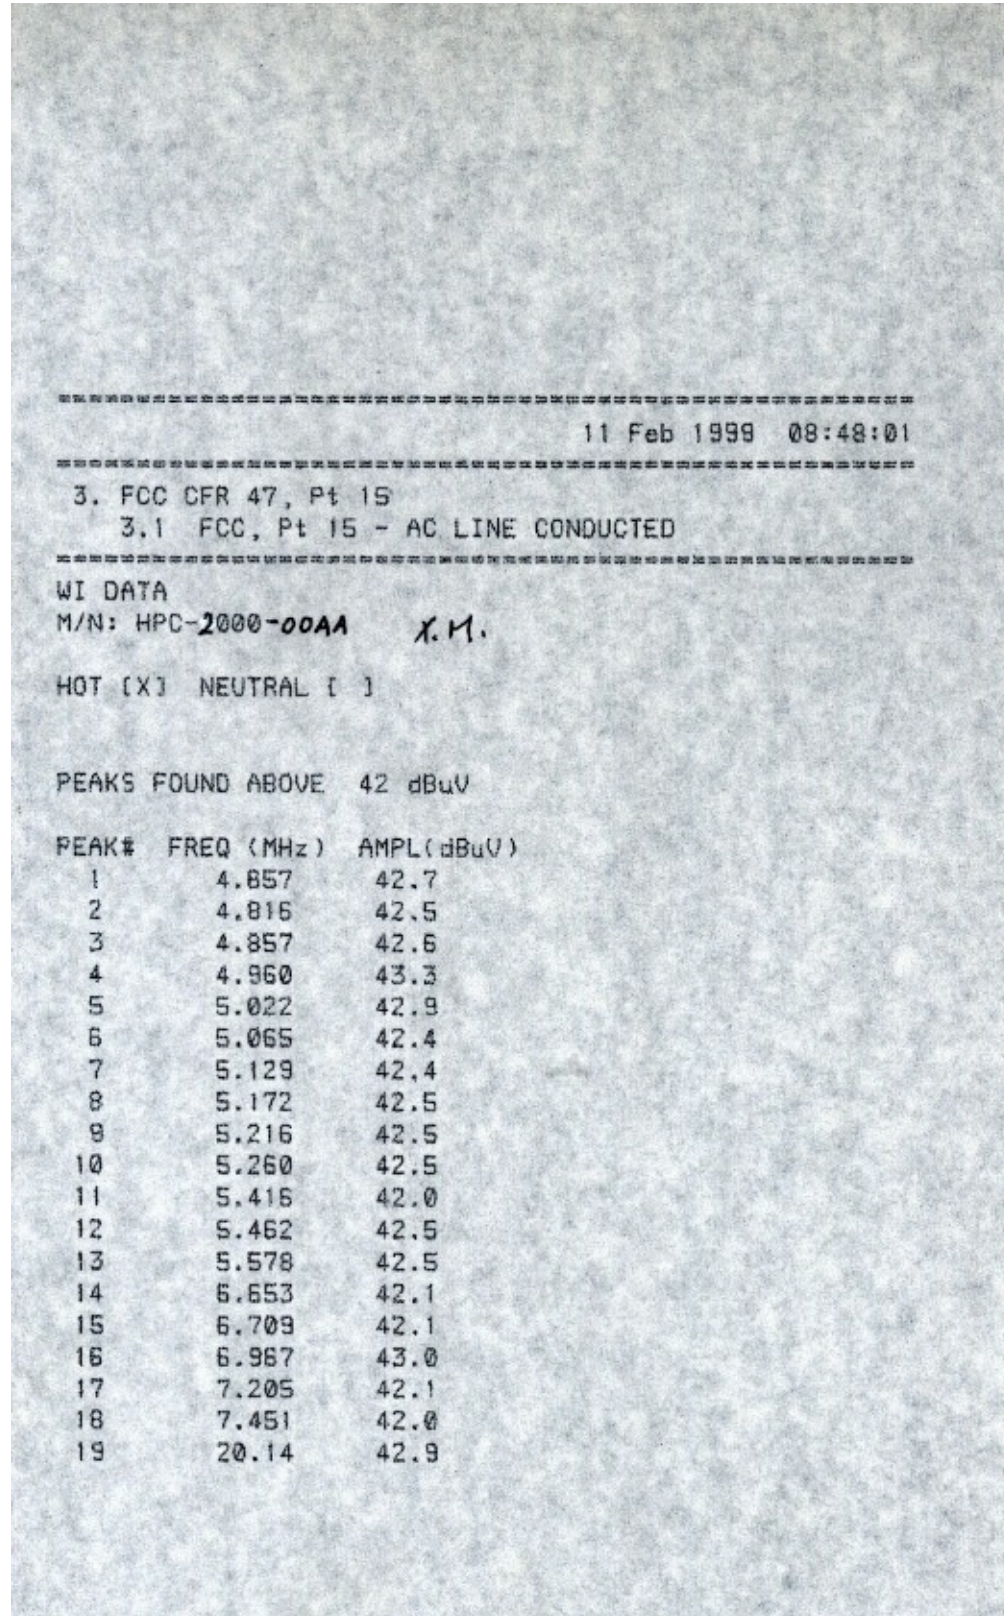 11 Feb 1999 08:48:01
3. FCC CFR 47, Pt 15
3.1 FCC, Pt 15 - AC LINE CONDUCTED
WI DATA
M/N: HPC-2000-00AA X.M.
HOT [X] NEUTRAL [ ]
PEAKS FOUND ABOVE 42 dBuV
PEAK# FREQ (MHz) AMPL(dBuV)
1 4.857 42.7
2 4.816 42.5
3 4.857 42.6
4 4.960 43.3
5 5.022 42.9
6 5.065 42.4
7 5.129 42.4
8 5.172 42.5
9 5.216 42.5
10 5.260 42.5
11 5.416 42.0
12 5.462 42.5
13 5.578 42.5
14 6.653 42.1
15 6.709 42.1
16 6.967 43.0
17 7.205 42.1
18 7.451 42.0
19 20.14 42.9